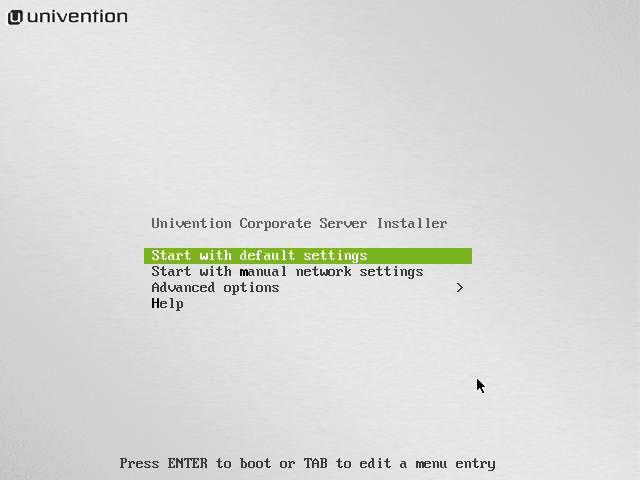 univention
Univention Corporate Server Installer
Start with default settings
Start with manual network settings
Advanced options >
Help
Press ENTER to boot or TAB to edit a menu entry